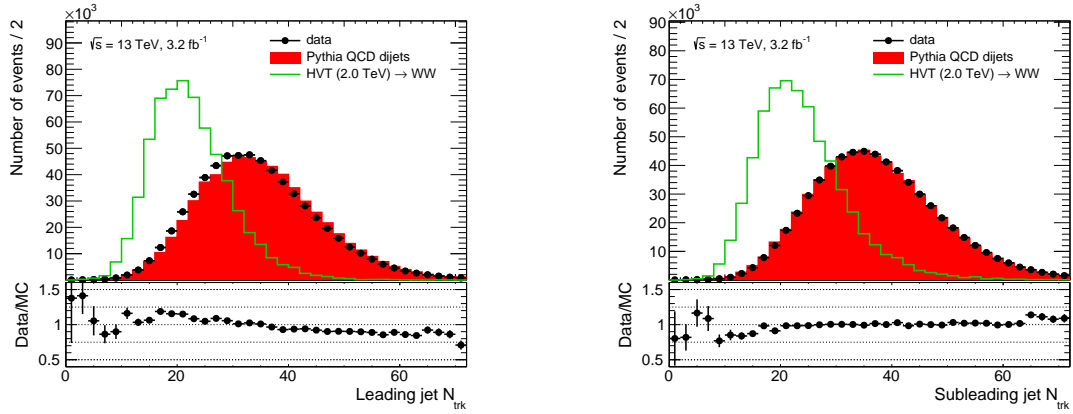 ×10³
90
80
70
60
50
40
30
20
10
0
Number of events / 2
√s = 13 TeV, 3.2 fb⁻¹
data
Pythia QCD dijets
HVT (2.0 TeV) → WW
1.5
1
0.5
Data/MC
0 20 40 60
Leading jet N_trk
×10³
90
80
70
60
50
40
30
20
10
0
Number of events / 2
√s = 13 TeV, 3.2 fb⁻¹
data
Pythia QCD dijets
HVT (2.0 TeV) → WW
1.5
1
0.5
Data/MC
0 20 40 60
Subleading jet N_trk